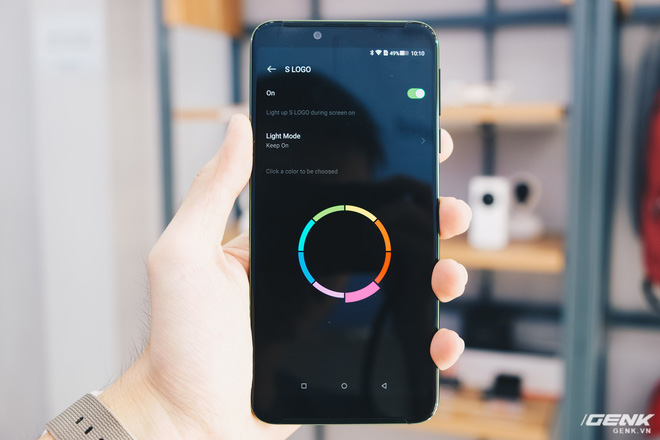 49% 10:10
S LOGO
On
Light up S LOGO during screen on
Light Mode
Keep On
Click a color to be choosed
/GENK
GENK.VN